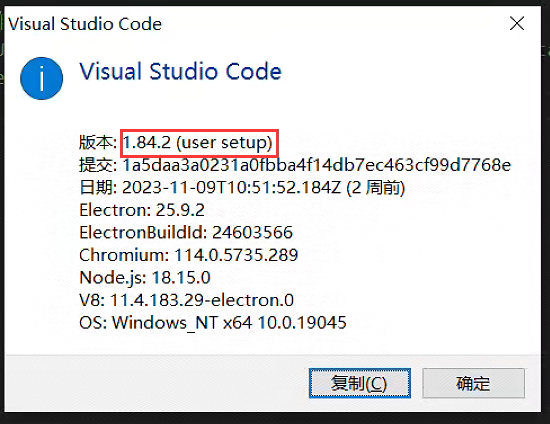 Visual Studio Code
Visual Studio Code
版本: 1.84.2 (user setup)
提交: 1a5daa3a0231a0fbba4f14db7ec463cf99d7768e
日期: 2023-11-09T10:51:52.184Z (2 周前)
Electron: 25.9.2
ElectronBuildId: 24603566
Chromium: 114.0.5735.289
Node.js: 18.15.0
V8: 11.4.183.29-electron.0
OS: Windows_NT x64 10.0.19045
复制(C)
确定